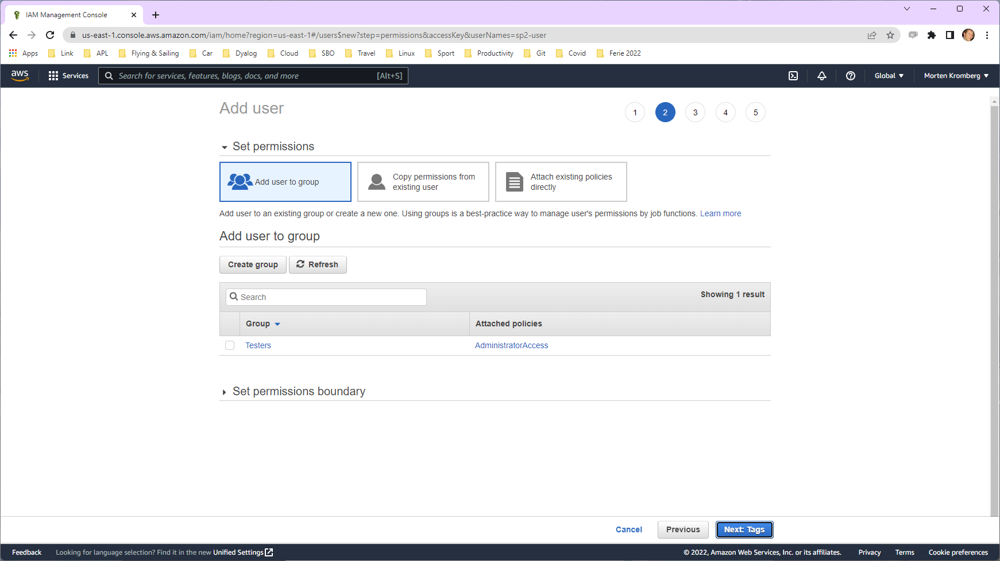 IAM Management Console
us-east-1.console.aws.amazon.com/iam/home?region=us-east-1#/users$new?step=permissions&accessKey&userNames=sp2-user
Apps Link APL Flying & Sailing Car Dyalog Cloud SBO Travel Linux Sport Productivity Git Covid Ferie 2022
aws Services Search for services, features, blogs, docs, and more [Alt+S] Global Morten Kromberg
Add user 1 2 3 4 5
Set permissions
Add user to group
Copy permissions from
existing user
Attach existing policies
directly
Add user to an existing group or create a new one. Using groups is a best-practice way to manage user's permissions by job functions. Learn more
Add user to group
Create group Refresh
Search Showing 1 result
Group Attached policies
Testers AdministratorAccess
Set permissions boundary
Cancel Previous Next: Tags
Feedback Looking for language selection? Find it in the new Unified Settings © 2022, Amazon Web Services, Inc. or its affiliates. Privacy Terms Cookie preferences